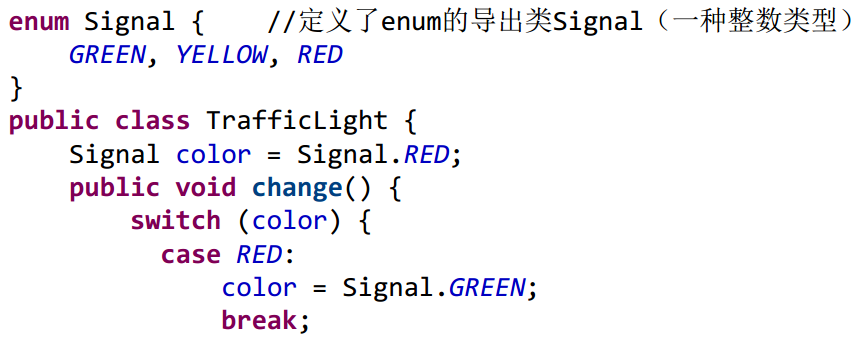 enum Signal {    //定义了enum的导出类Signal（一种整数类型）
    GREEN, YELLOW, RED
}
public class TrafficLight {
    Signal color = Signal.RED;
    public void change() {
        switch (color) {
          case RED:
              color = Signal.GREEN;
              break;